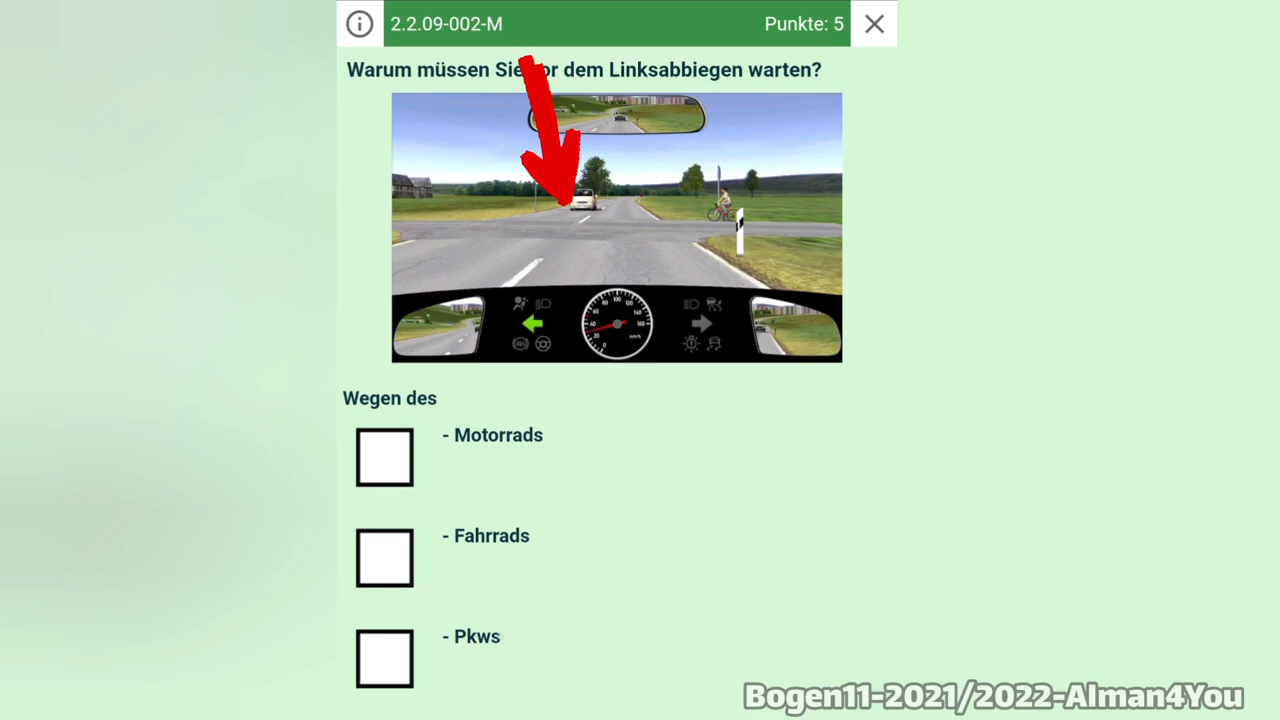 2.2.09-002-M Punkte: 5
Warum müssen Sie vor dem Linksabbiegen warten?
Wegen des
- Motorrads
- Fahrrads
- Pkws
Bogen11-2021/2022-Alman4You